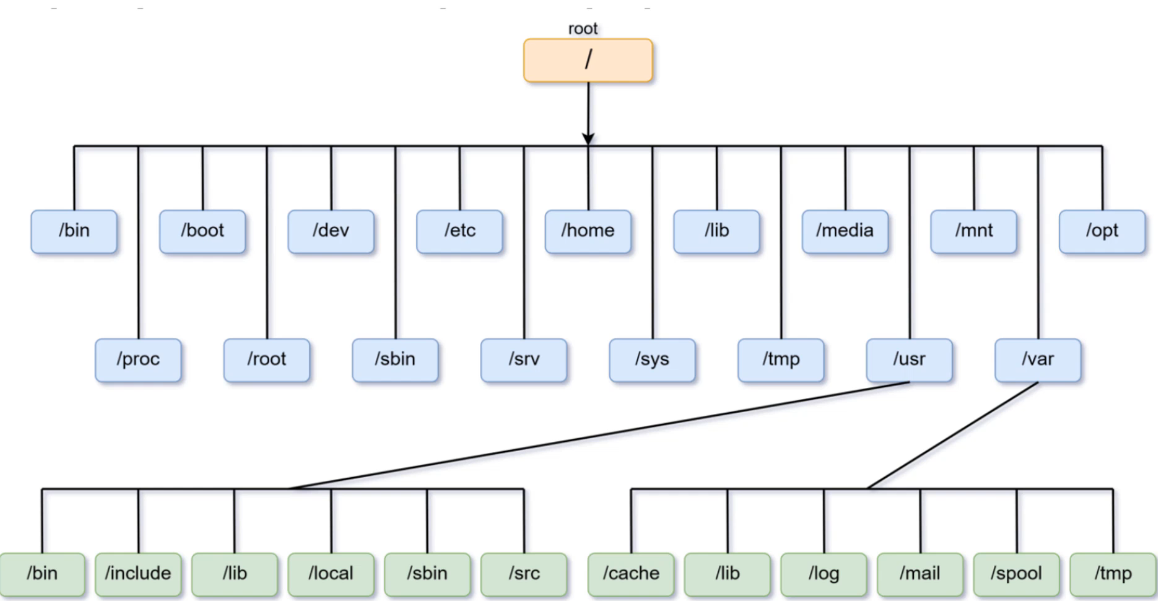 root
/
/bin
/boot
/dev
/etc
/home
/lib
/media
/mnt
/opt
/proc
/root
/sbin
/srv
/sys
/tmp
/usr
/var
/bin
/include
/lib
/local
/sbin
/src
/cache
/lib
/log
/mail
/spool
/tmp